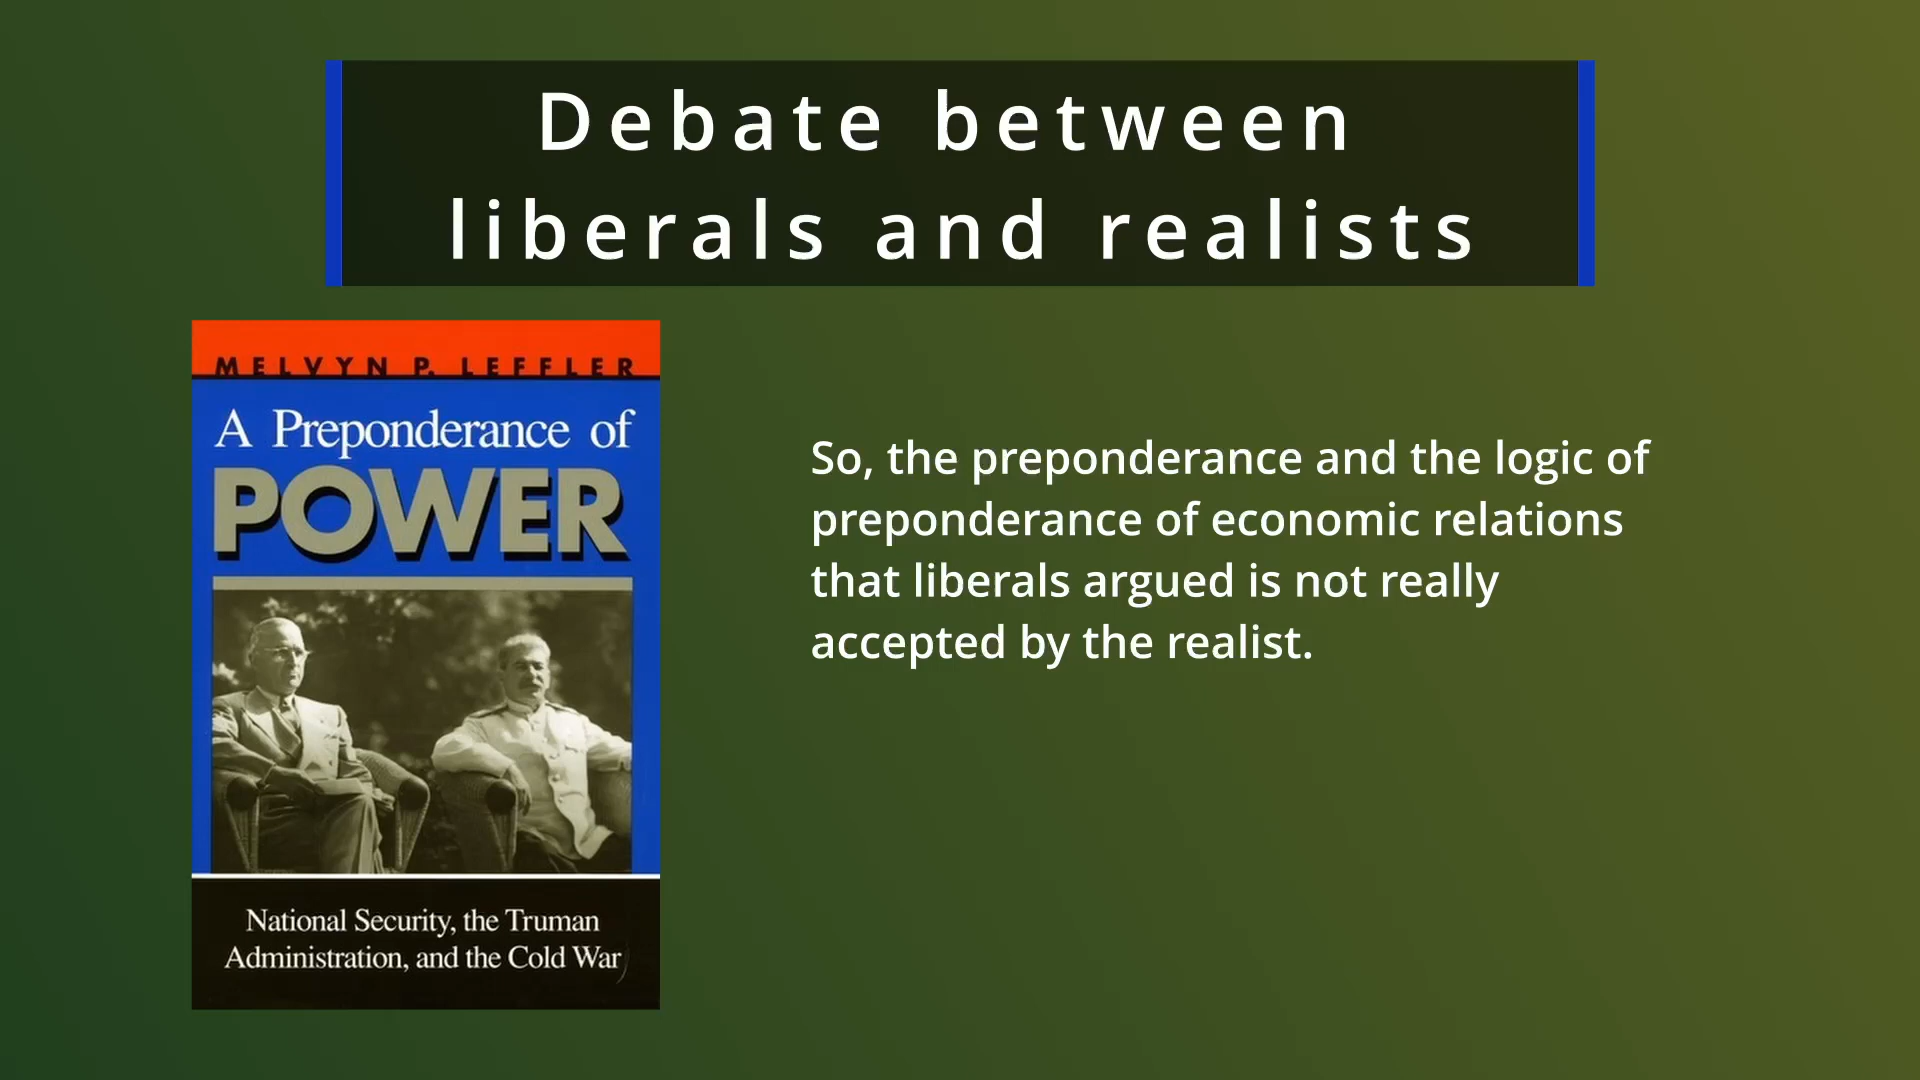 Debate between
liberals and realists
MELVYN P. LEFFLER
A Preponderance of
POWER
National Security, the Truman
Administration, and the Cold War
So, the preponderance and the logic of
preponderance of economic relations
that liberals argued is not really
accepted by the realist.